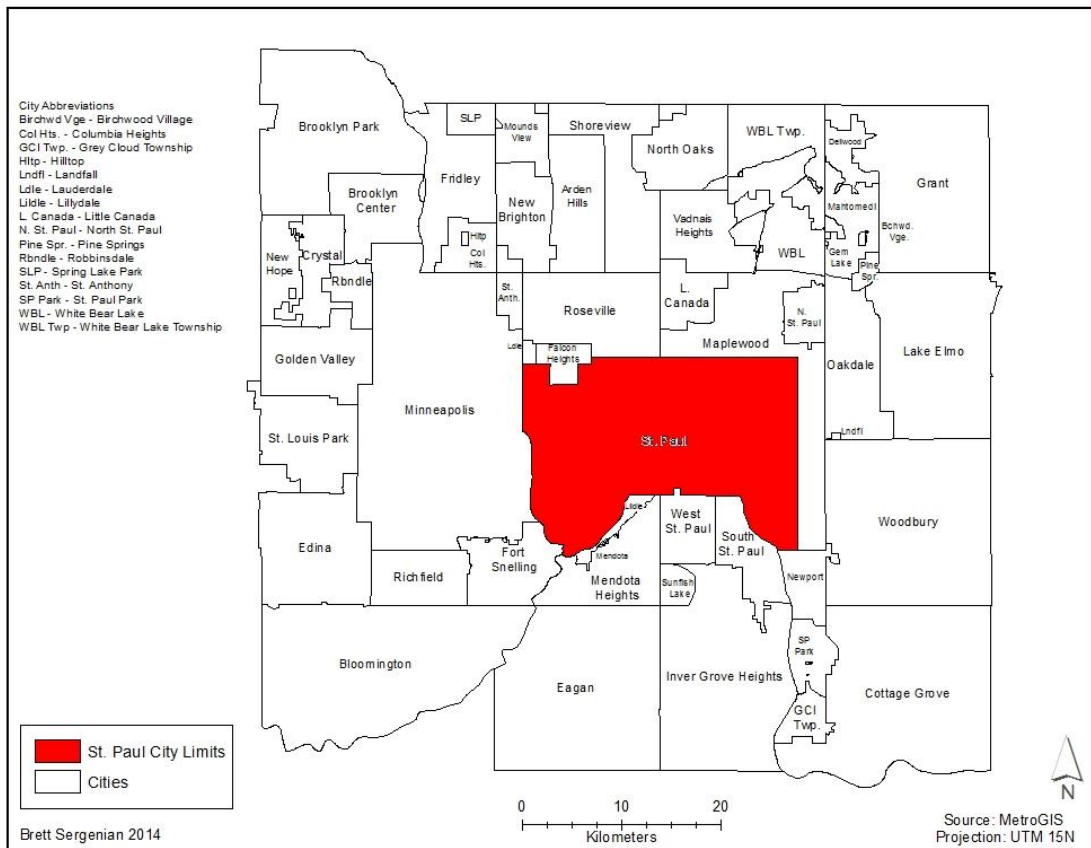 City Abbreviations
Birchwd Vge - Birchwood Village
Col Hts. - Columbia Heights
GCI Twp. - Grey Cloud Township
Hltp - Hilltop
Lndfl - Landfall
Ldle - Lauderdale
Lildle - Lillydale
L. Canada - Little Canada
N. St. Paul - North St. Paul
Pine Spr. - Pine Springs
Rbndle - Robbinsdale
SLP - Spring Lake Park
St. Anth - St. Anthony
SP Park - St. Paul Park
WBL - White Bear Lake
WBL Twp - White Bear Lake Township
Brooklyn Park
SLP
Mounds
View
Shoreview
North Oaks
WBL Twp.
Dellwood
Grant
Brooklyn
Center
Fridley
New
Brighton
Arden
Hills
Vadnais
Heights
Mahtomedi
Bchwd.
Vge.
New
Hope
Crystal
Rbndle
Hltp
Col
Hts.
WBL
Gem
Lake
Pine
Spr.
St.
Anth.
Roseville
L.
Canada
N.
St. Paul
Golden Valley
Ldle
Falcon
Heights
Maplewood
Oakdale
Lake Elmo
Minneapolis
St. Louis Park
St. Paul
Lndfl
Edina
Richfield
Fort
Snelling
Lildle
Mendota
Mendota
Heights
West
St. Paul
South
St. Paul
Woodbury
Sunfish
Lake
Newport
Bloomington
Eagan
Inver Grove Heights
SP
Park
GCI
Twp.
Cottage Grove
St. Paul City Limits
Cities
0 10 20
Kilometers
N
Brett Sergenian 2014
Source: MetroGIS
Projection: UTM 15N